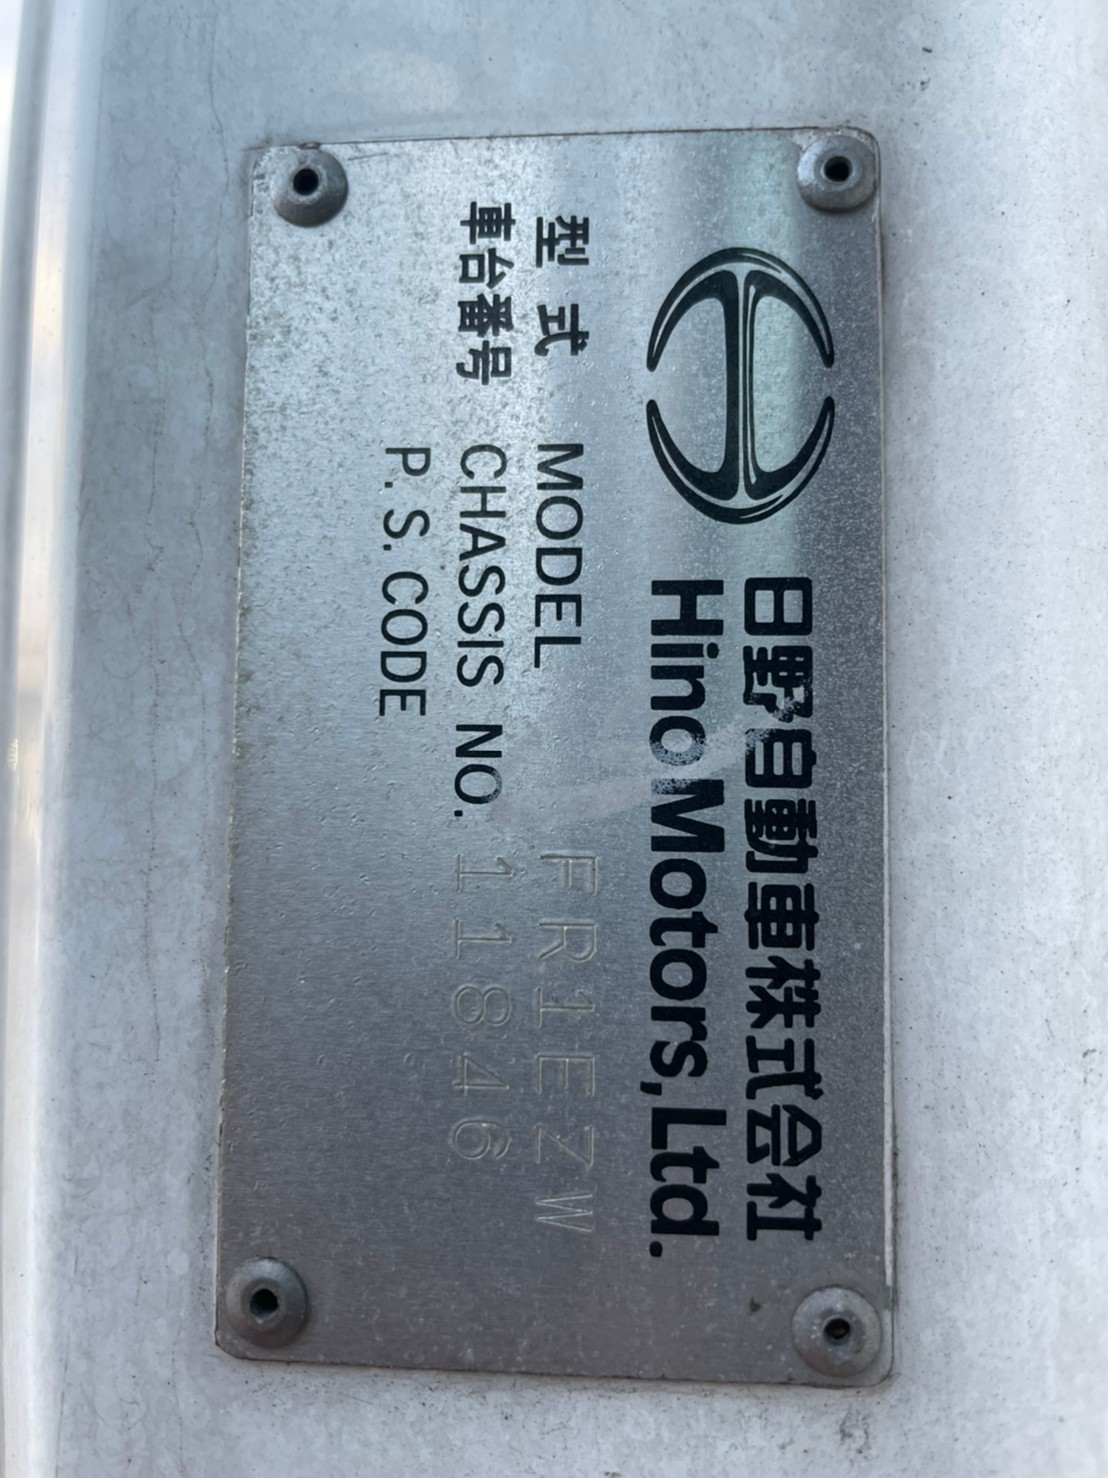 日野自動車株式会社
Hino Motors, Ltd.
型式 MODEL FR1EZW
車台番号 CHASSIS NO. 11846
P. S. CODE